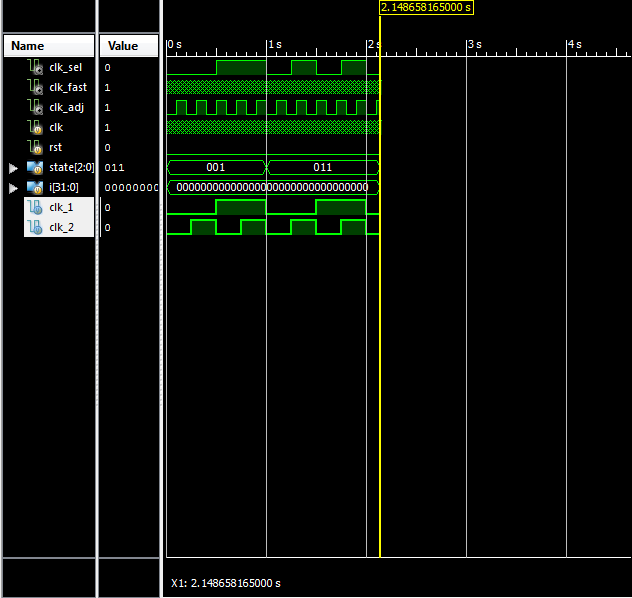 2.148658165000 s
Name Value 0 s 1 s 2 s 3 s 4 s
clk_sel 0
clk_fast 1
clk_adj 1
clk 1
rst 0
state[2:0] 011 001 011
i[31:0] 00000000 00000000000000000000000000000000
clk_1 0
clk_2 0
X1: 2.148658165000 s